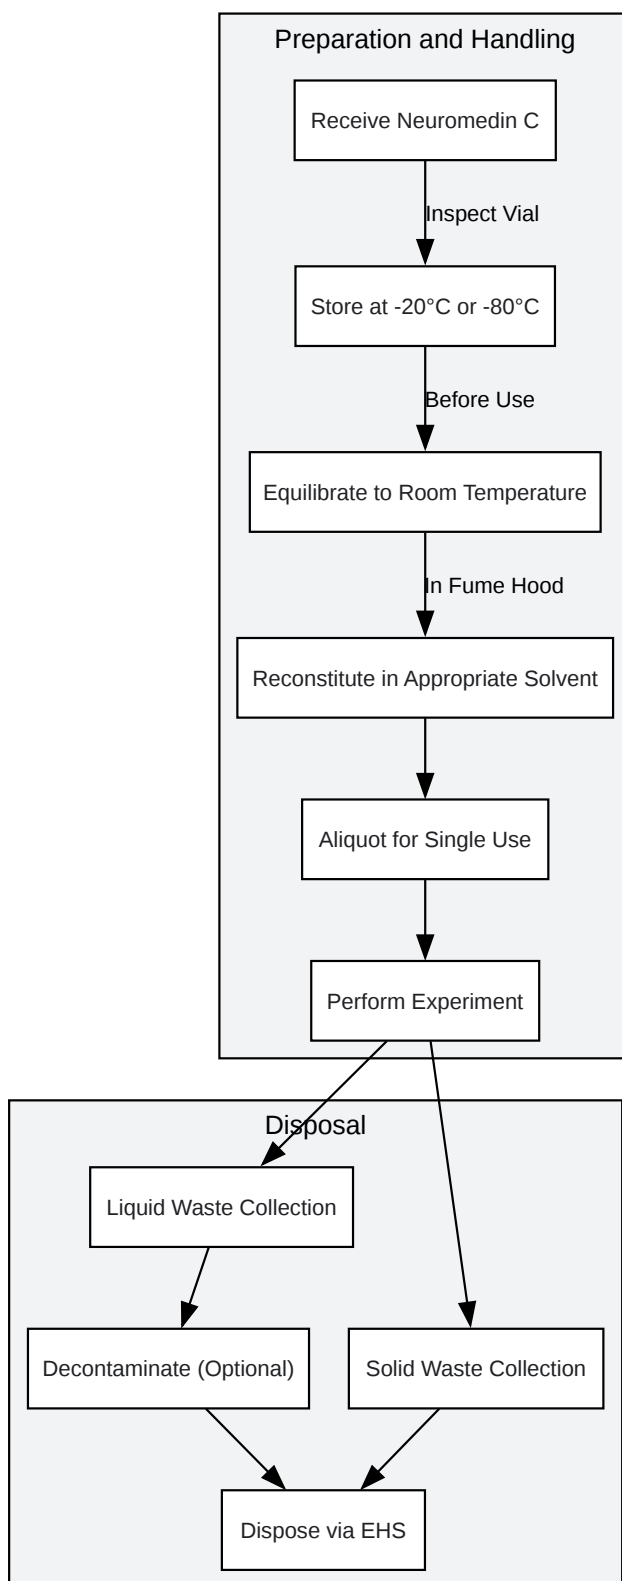 Preparation and Handling
Receive Neuromedin C
Inspect Vial
Store at -20°C or -80°C
Before Use
Equilibrate to Room Temperature
In Fume Hood
Reconstitute in Appropriate Solvent
Aliquot for Single Use
Perform Experiment
Disposal
Liquid Waste Collection
Decontaminate (Optional)
Solid Waste Collection
Dispose via EHS